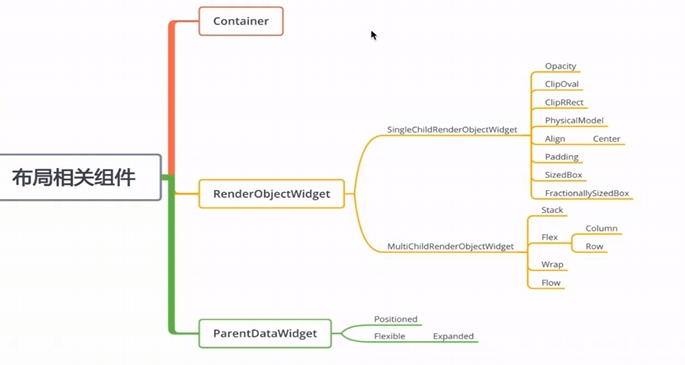 布局相关组件
Container
RenderObjectWidget
SingleChildRenderObjectWidget
Opacity
ClipOval
ClipRRect
PhysicalModel
Align
Center
Padding
SizedBox
FractionallySizedBox
MultiChildRenderObjectWidget
Stack
Flex
Column
Row
Wrap
Flow
ParentDataWidget
Positioned
Flexible
Expanded